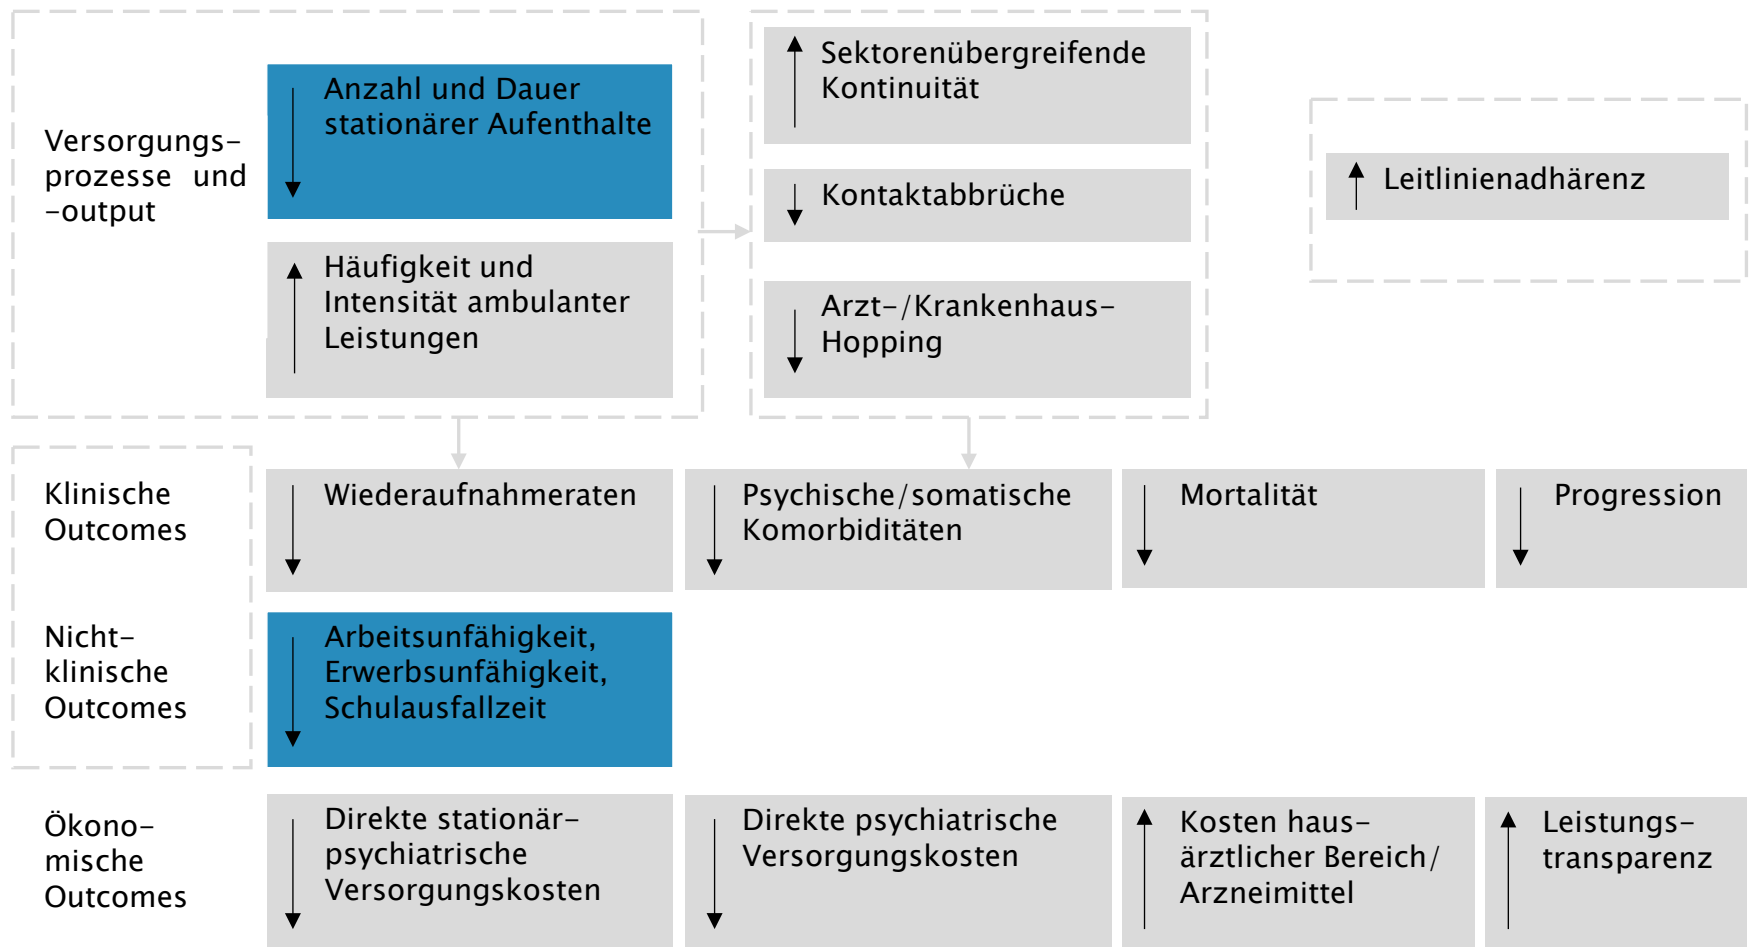 Versorgungs-
prozesse und
-output
Anzahl und Dauer
stationärer Aufenthalte
Häufigkeit und
Intensität ambulanter
Leistungen
Sektorenübergreifende
Kontinuität
Kontaktabbrüche
Arzt-/Krankenhaus-
Hopping
Leitlinienadhärenz
Klinische
Outcomes
Wiederaufnahmeraten
Psychische/somatische
Komorbiditäten
Mortalität
Progression
Nicht-
klinische
Outcomes
Arbeitsunfähigkeit,
Erwerbsunfähigkeit,
Schulausfallzeit
Ökono-
mische
Outcomes
Direkte stationär-
psychiatrische
Versorgungskosten
Direkte psychiatrische
Versorgungskosten
Kosten haus-
ärztlicher Bereich/
Arzneimittel
Leistungs-
transparenz